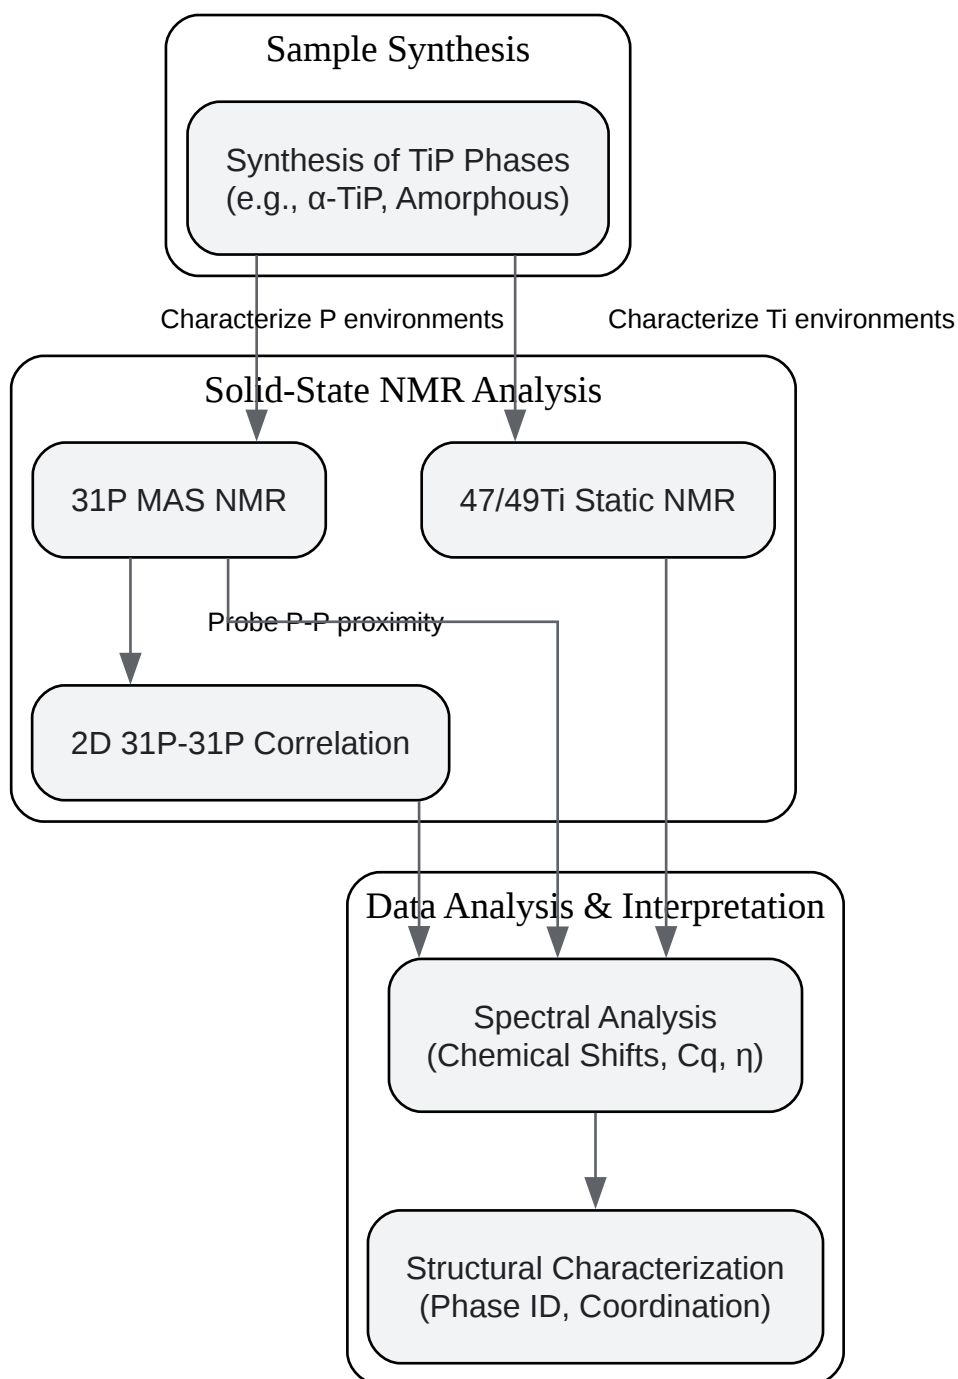 Sample Synthesis
Synthesis of TiP Phases
(e.g., α-TiP, Amorphous)
Characterize P environments
Characterize Ti environments
Solid-State NMR Analysis
31P MAS NMR
47/49Ti Static NMR
Probe P-P proximity
2D 31P-31P Correlation
Data Analysis & Interpretation
Spectral Analysis
(Chemical Shifts, Cq, η)
Structural Characterization
(Phase ID, Coordination)